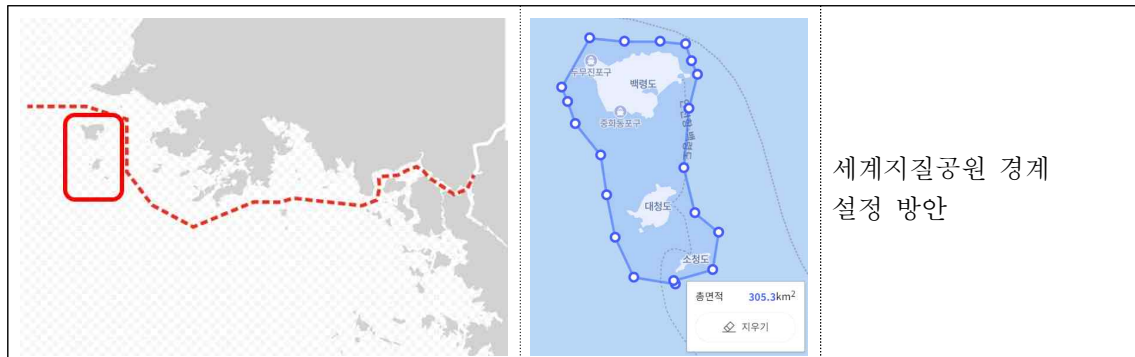 두무진포구
백령도
중화동포구
대청도
소청도
총면적 305.3km²
지우기
세계지질공원 경계
설정 방안